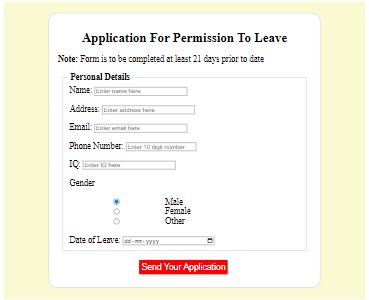 Application For Permission To Leave
Note: Form is to be completed at least 21 days prior to date
Personal Details
Name: Enter name here
Address: Enter address here
Email: Enter email here
Phone Number: Enter 10 digit number
IQ: Enter IQ here
Gender
Male
Female
Other
Date of Leave: dd-mm-yyyy
Send Your Application